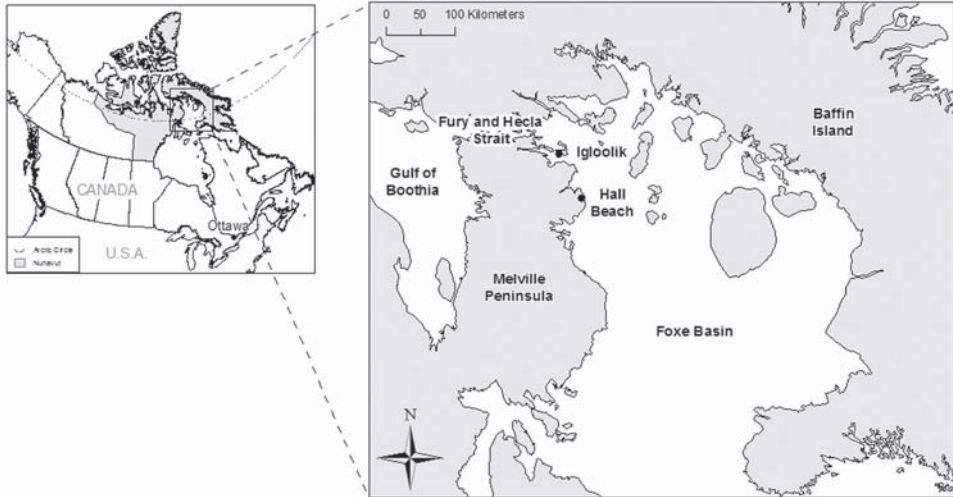 CANADA
Ottawa
U.S.A.
Arctic Circle
Nunavut
0 50 100 Kilometers
Baffin
Island
Fury and Hecla
Strait
Igloolik
Gulf of
Boothia
Hall
Beach
Melville
Peninsula
Foxe Basin
N